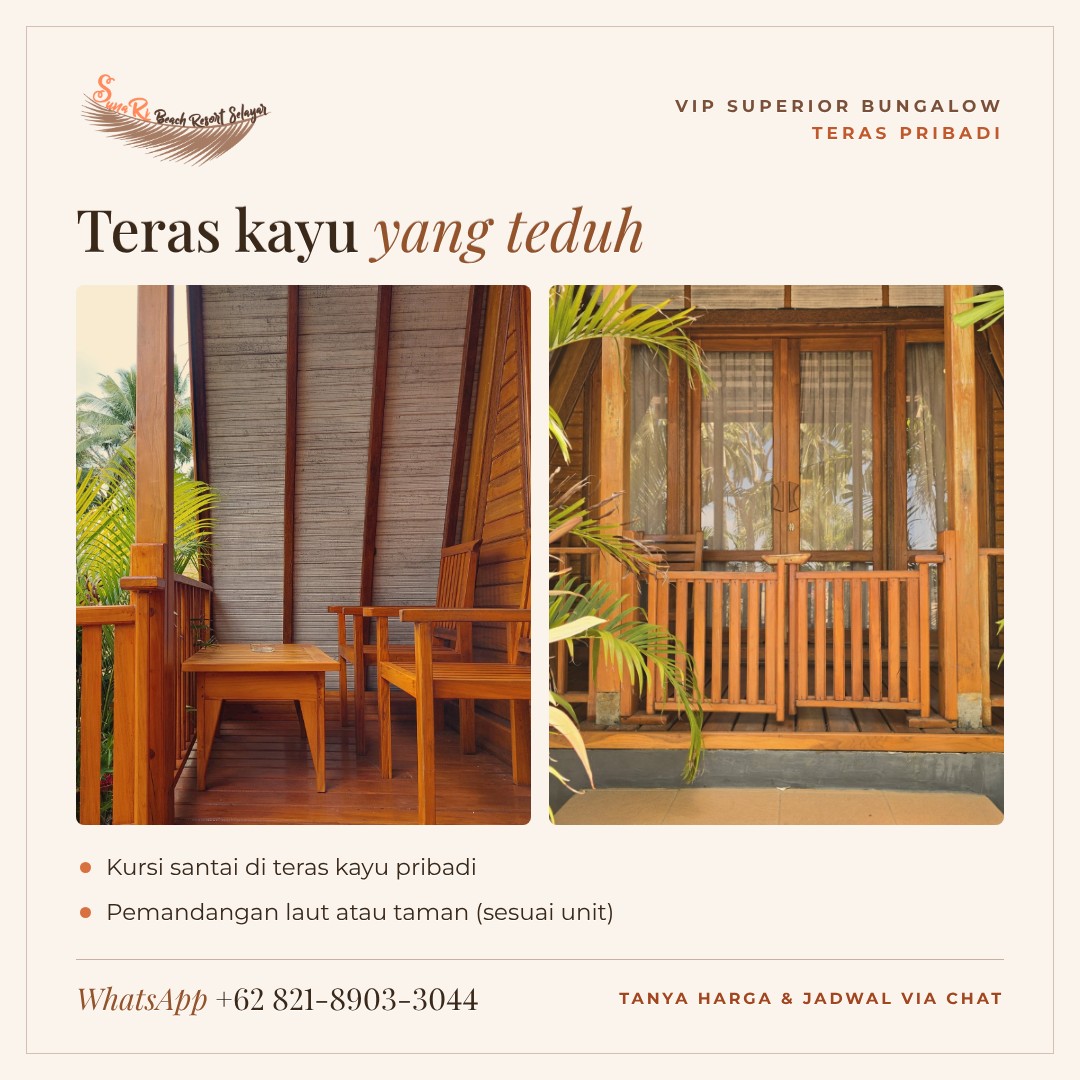 SunaRi Beach Resort Selayar
VIP SUPERIOR BUNGALOW
TERAS PRIBADI
Teras kayu yang teduh
Kursi santai di teras kayu pribadi
Pemandangan laut atau taman (sesuai unit)
WhatsApp +62 821-8903-3044
TANYA HARGA & JADWAL VIA CHAT